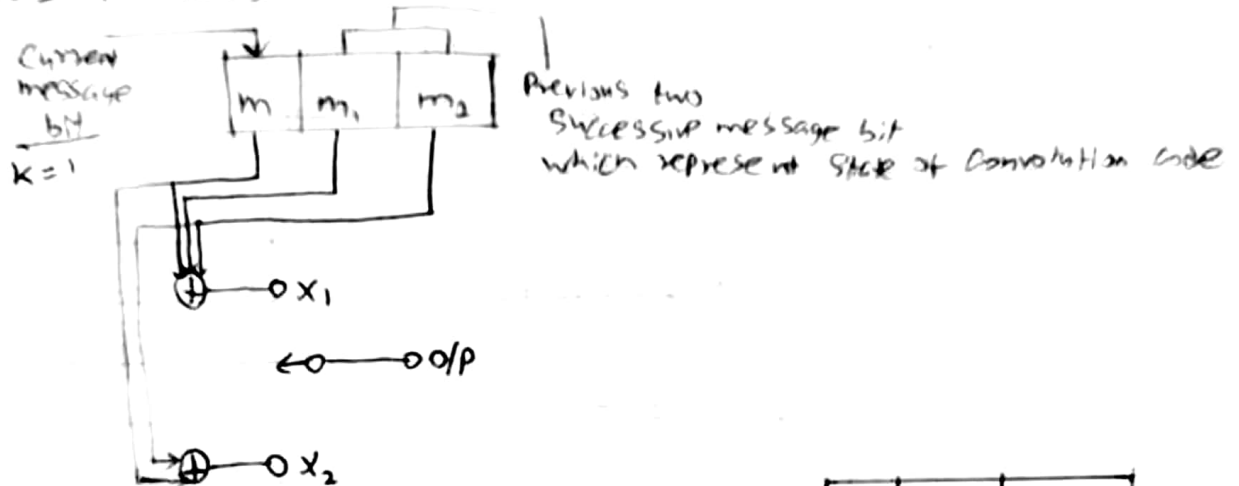 Current
message
bit
k = 1
m m₁ m₂
Previous two
Successive message bit
which represent State of Convolution code
X₁
O/P
X₂